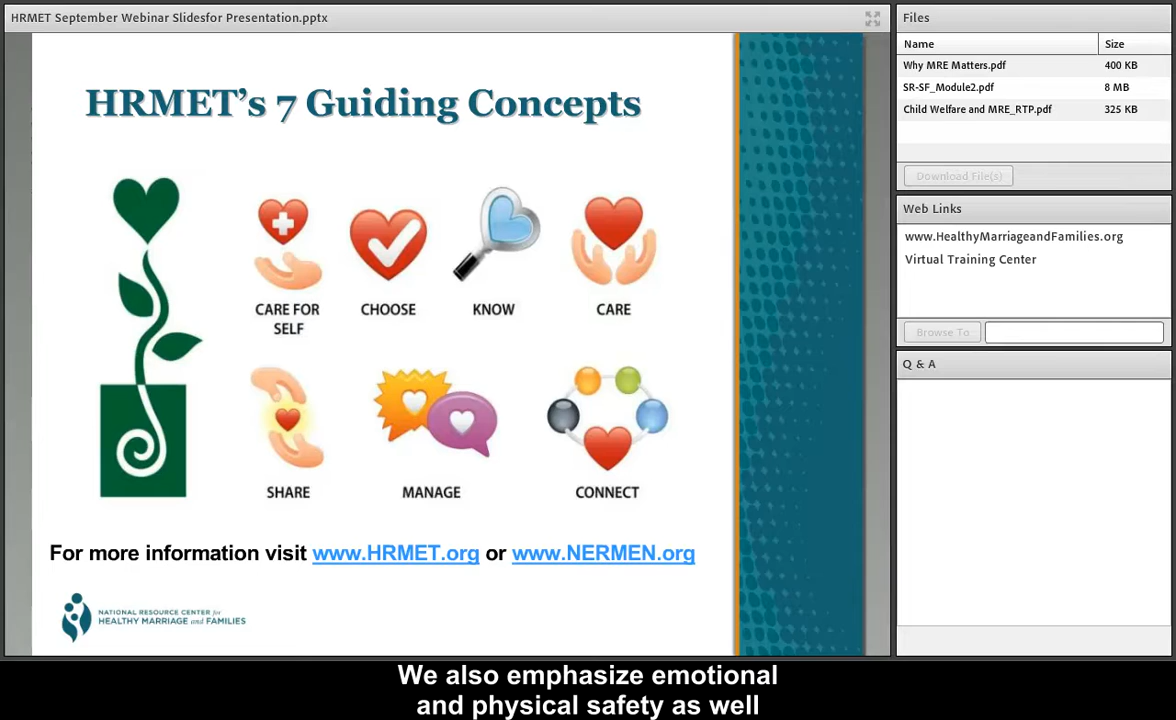 HRMET September Webinar Slidesfor Presentation.pptx
HRMET's 7 Guiding Concepts
CARE FOR
SELF
CHOOSE
KNOW
CARE
SHARE
MANAGE
CONNECT
For more information visit www.HRMET.org or www.NERMEN.org
NATIONAL RESOURCE CENTER for
HEALTHY MARRIAGE and FAMILIES
Files
Name Size
Why MRE Matters.pdf 400 KB
SR-SF_Module2.pdf 8 MB
Child Welfare and MRE_RTP.pdf 325 KB
Download File(s)
Web Links
www.HealthyMarriageandFamilies.org
Virtual Training Center
Browse To
Q & A
We also emphasize emotional
and physical safety as well